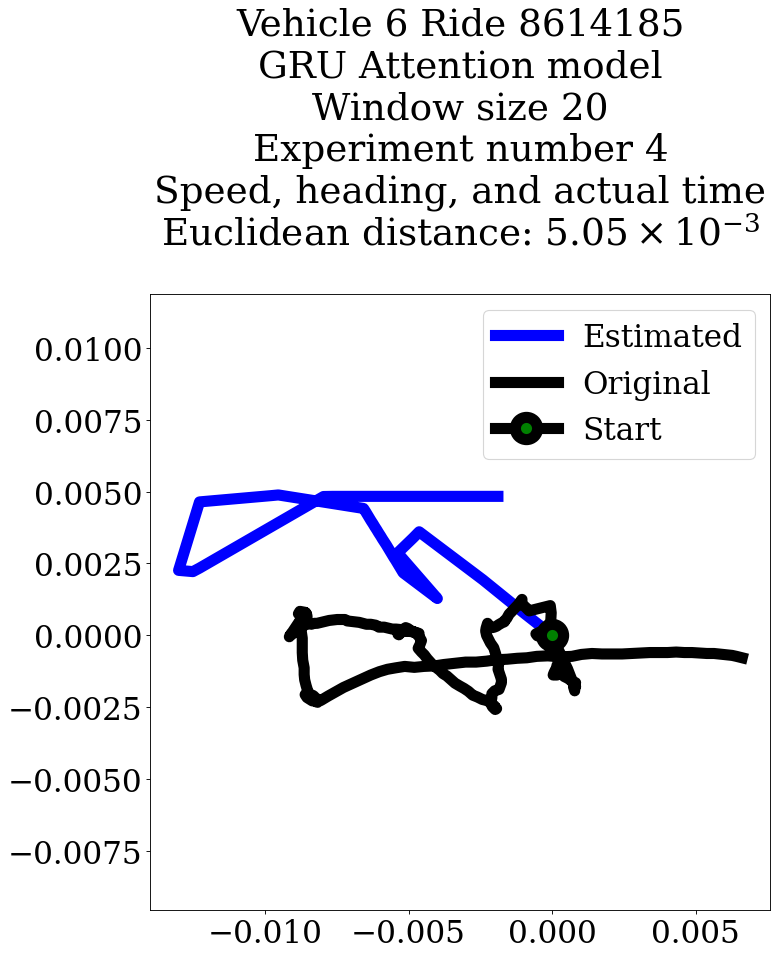 Vehicle 6 Ride 8614185
GRU Attention model
Window size 20
Experiment number 4
Speed, heading, and actual time
Euclidean distance: 5.05 × 10⁻³
Estimated
Original
Start
0.0100
0.0075
0.0050
0.0025
0.0000
−0.0025
−0.0050
−0.0075
−0.010 −0.005 0.000 0.005